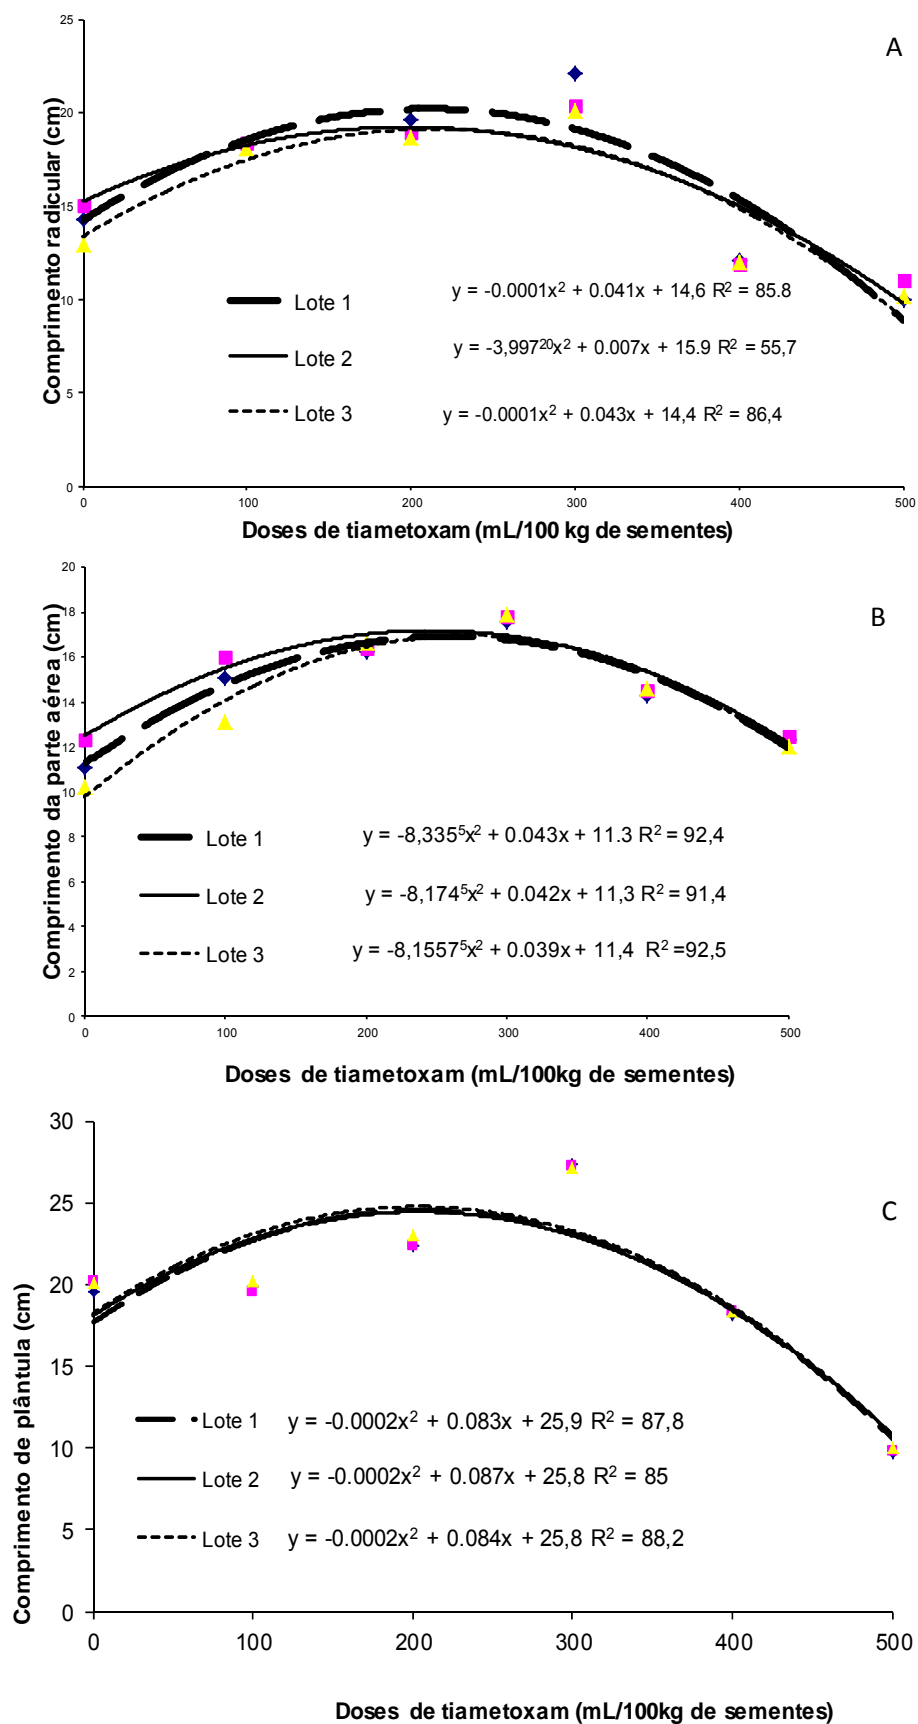 A
Comprimento radicular (cm)
25
20
15
10
5
0
Lote 1 y = -0.0001x² + 0.041x + 14,6 R² = 85.8
Lote 2 y = -3,997²⁰x² + 0.007x + 15.9 R² = 55,7
Lote 3 y = -0.0001x² + 0.043x + 14,4 R² = 86,4
0 100 200 300 400 500
Doses de tiametoxam (mL/100 kg de sementes)
B
Comprimento da parte aérea (cm)
20
18
16
14
12
10
8
6
4
2
0
Lote 1 y = -8,335⁵x² + 0.043x + 11.3 R² = 92,4
Lote 2 y = -8,174⁵x² + 0.042x + 11,3 R² = 91,4
Lote 3 y = -8,1557⁵x² + 0.039x + 11,4 R² =92,5
0 100 200 300 400 500
Doses de tiametoxam (mL/100kg de sementes)
C
Comprimento de plântula (cm)
30
25
20
15
10
5
0
Lote 1 y = -0.0002x² + 0.083x + 25,9 R² = 87,8
Lote 2 y = -0.0002x² + 0.087x + 25,8 R² = 85
Lote 3 y = -0.0002x² + 0.084x + 25,8 R² = 88,2
0 100 200 300 400 500
Doses de tiametoxam (mL/100kg de sementes)